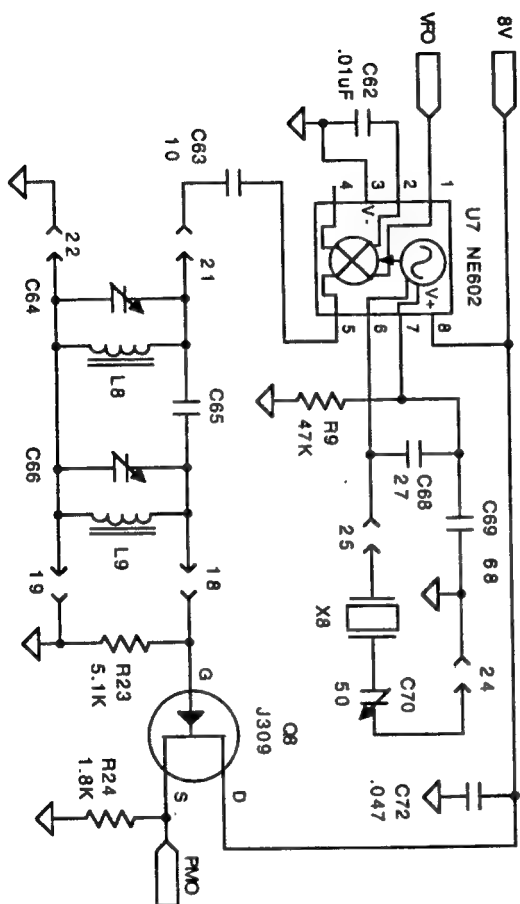 8V
VFO
C62
.01uF
1
2
3
4
V-
U7 NE602
V+
8
7
6
5
C63
10
R9
47K
C68
27
C69
68
25
24
X8
C70
50
C72
.047
22
21
C64
L8
C65
C66
L9
19
18
R23
5.1K
G
Q8
J309
D
S
R24
1.8K
PMO